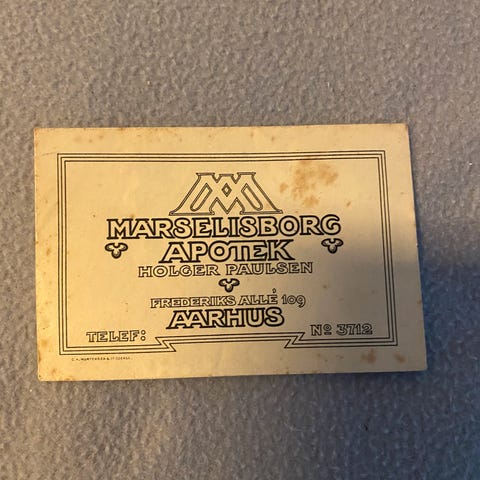 MARSELISBORG
APOTEK
HOLGER PAULSEN
FREDERIKS ALLÉ 109
AARHUS
TELEF: Nº 3712